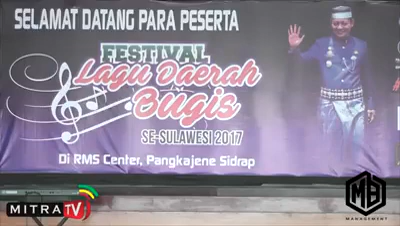 SELAMAT DATANG PARA PESERTA
FESTIVAL
Lagu Daerah
Bugis
SE-SULAWESI 2017
Di RMS Center, Pangkajene Sidrap
MITRA TV
MB
MANAGEMENT